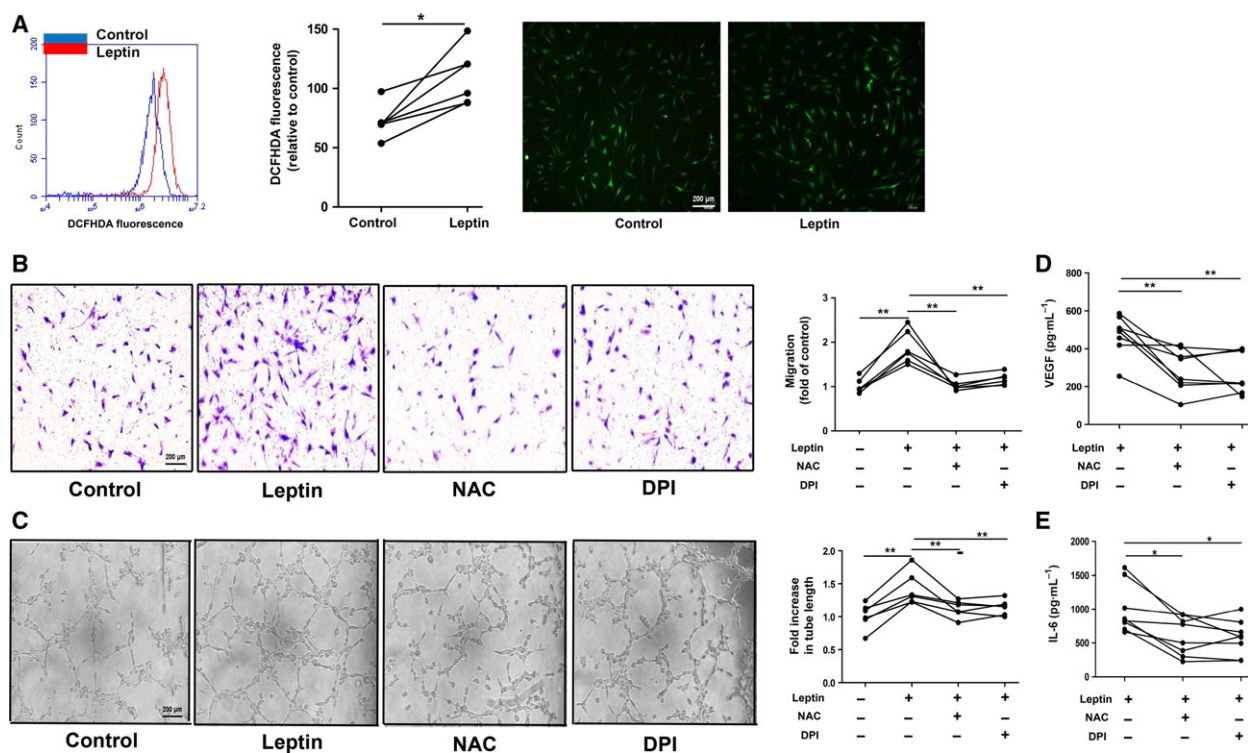 A
Control
Leptin
200
150
100
50
0
Count
DCFHDA fluorescence
*
150
100
50
0
DCFHDA fluorescence
(relative to control)
Control
Leptin
200 µm
Control
Leptin
B
200 µm
Control
Leptin
NAC
DPI
3
2
1
0
Migration
(fold of control)
**
**
**
Leptin – + + +
NAC – – + –
DPI – – – +
D
800
600
400
200
0
VEGF (pg·mL⁻¹)
**
**
Leptin + + +
NAC – + –
DPI – – +
C
200 µm
Control
Leptin
NAC
DPI
2.0
1.5
1.0
0.5
0.0
Fold increase
in tube length
**
**
**
Leptin – + + +
NAC – – + –
DPI – – – +
E
2000
1500
1000
500
0
IL-6 (pg·mL⁻¹)
*
*
Leptin + + +
NAC – + –
DPI – – +